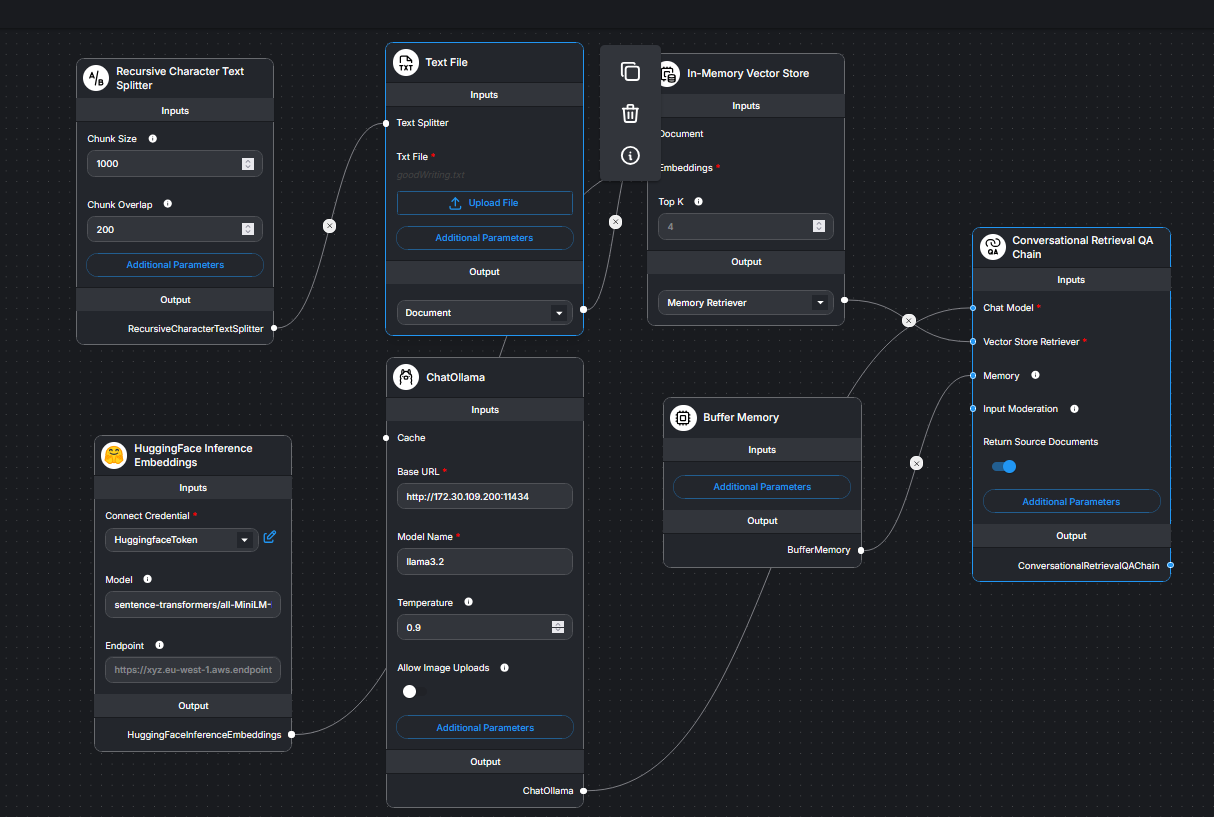 Recursive Character Text
Splitter
Inputs
Chunk Size
1000
Chunk Overlap
200
Additional Parameters
Output
RecursiveCharacterTextSplitter
Text File
Inputs
Text Splitter
Txt File *
goodWriting.txt
Upload File
Additional Parameters
Output
Document
In-Memory Vector Store
Inputs
Document
Embeddings *
Top K
4
Output
Memory Retriever
Conversational Retrieval QA
Chain
Inputs
Chat Model *
Vector Store Retriever *
Memory
Input Moderation
Return Source Documents
Additional Parameters
Output
ConversationalRetrievalQAChain
HuggingFace Inference
Embeddings
Inputs
Connect Credential *
HuggingfaceToken
Model
sentence-transformers/all-MiniLM-
Endpoint
https://xyz.eu-west-1.aws.endpoint
Output
HuggingFaceInferenceEmbeddings
ChatOllama
Inputs
Cache
Base URL *
http://172.30.109.200:11434
Model Name *
llama3.2
Temperature
0.9
Allow Image Uploads
Additional Parameters
Output
ChatOllama
Buffer Memory
Inputs
Additional Parameters
Output
BufferMemory